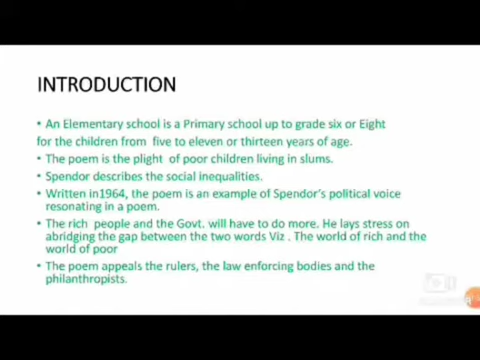 INTRODUCTION
• An Elementary school is a Primary school up to grade six or Eight
for the children from five to eleven or thirteen years of age.
• The poem is the plight of poor children living in slums.
• Spendor describes the social inequalities.
• Written in1964, the poem is an example of Spendor's political voice
resonating in a poem.
• The rich people and the Govt. will have to do more. He lays stress on
abridging the gap between the two words Viz . The world of rich and the
world of poor
• The poem appeals the rulers, the law enforcing bodies and the
philanthropists.